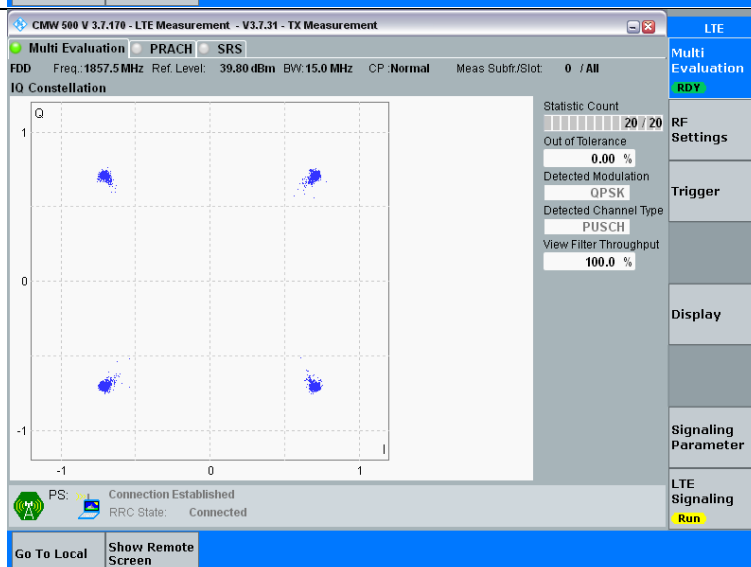 CMW 500 V 3.7.170 - LTE Measurement - V3.7.31 - TX Measurement
LTE
Multi Evaluation PRACH SRS
Multi
Evaluation
RDY
FDD Freq.: 1857.5 MHz Ref. Level: 39.80 dBm BW: 15.0 MHz CP : Normal Meas Subfr./Slot: 0 / All
IQ Constellation
Q
1
0
-1
I
-1 0 1
Statistic Count
20 / 20
Out of Tolerance
0.00 %
Detected Modulation
QPSK
Detected Channel Type
PUSCH
View Filter Throughput
100.0 %
RF
Settings
Trigger
Display
Signaling
Parameter
LTE
Signaling
Run
PS: Connection Established
RRC State: Connected
Go To Local
Show Remote
Screen